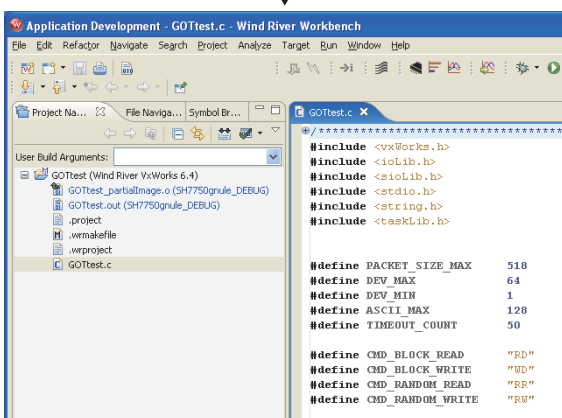 Application Development - GOTtest.c - Wind River Workbench
File Edit Refactor Navigate Search Project Analyze Target Run Window Help
Project Na... File Naviga... Symbol Br...
User Build Arguments:
GOTtest (Wind River VxWorks 6.4)
GOTtest_partialImage.o (SH7750gnule_DEBUG)
GOTtest.out (SH7750gnule_DEBUG)
.project
.wrmakefile
.wrproject
GOTtest.c
GOTtest.c
/*********************************
#include <vxWorks.h>
#include <ioLib.h>
#include <sioLib.h>
#include <stdio.h>
#include <string.h>
#include <taskLib.h>
#define PACKET_SIZE_MAX 518
#define DEV_MAX 64
#define DEV_MIN 1
#define ASCII_MAX 128
#define TIMEOUT_COUNT 50
#define CMD_BLOCK_READ "RD"
#define CMD_BLOCK_WRITE "WD"
#define CMD_RANDOM_READ "RR"
#define CMD_RANDOM_WRITE "RW"